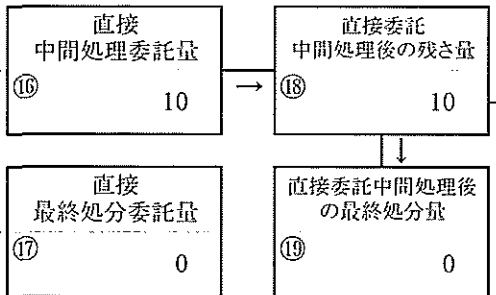 直接
中間処理委託量
⑯
10
→
直接委託
中間処理後の残さ量
⑱
10
↓
直接
最終処分委託量
⑰
0
直接委託中間処理後
の最終処分量
⑲
0